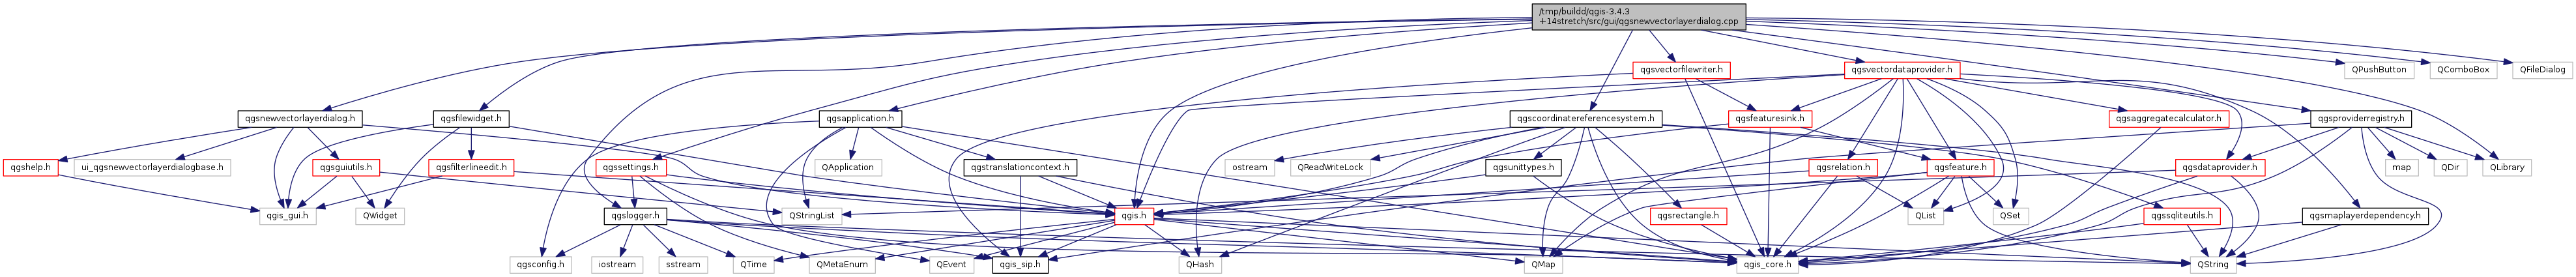 /tmp/buildd/qgis-3.4.3
+14stretch/src/gui/qgsnewvectorlayerdialog.cpp
qgsvectorfilewriter.h
qgsvectordataprovider.h
QPushButton
QComboBox
QFileDialog
qgsnewvectorlayerdialog.h
qgsfilewidget.h
qgsapplication.h
qgscoordinatereferencesystem.h
qgsfeaturesink.h
qgsaggregatecalculator.h
qgsproviderregistry.h
qgshelp.h
ui_qgsnewvectorlayerdialogbase.h
qgsguiutils.h
qgsfilterlineedit.h
qgssettings.h
QApplication
qgstranslationcontext.h
ostream
QReadWriteLock
qgsunittypes.h
qgsrelation.h
qgsfeature.h
qgsdataprovider.h
map
QDir
QLibrary
qgis_gui.h
QWidget
qgslogger.h
QStringList
qgis.h
qgsrectangle.h
QList
QSet
qgssqliteutils.h
qgsmaplayerdependency.h
qgsconfig.h
iostream
sstream
QTime
QMetaEnum
QEvent
qgis_sip.h
QHash
QMap
qgis_core.h
QString